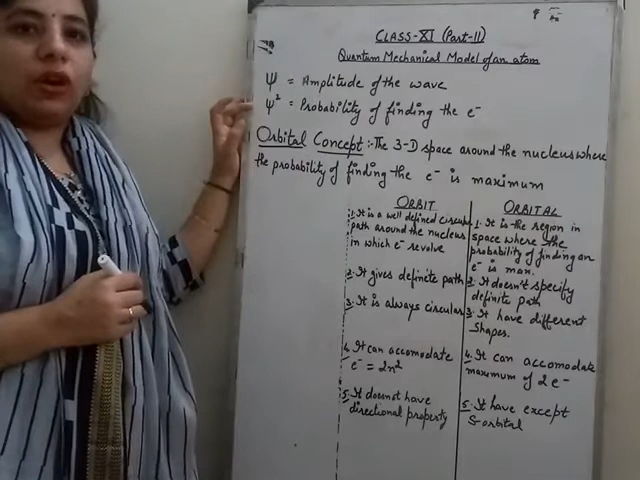 CLASS-XI (Part-II)
Quantum Mechanical Model of an atom
Ψ = Amplitude of the wave
Ψ² = Probability of finding the e⁻
Orbital Concept:- The 3-D space around the nucleus where
the probability of finding the e⁻ is maximum
ORBIT
1. It is a well defined circular
path around the nucleus
in which e⁻ revolve
2. It gives definite path
3. It is always circular
4. It can accomodate
e⁻ = 2n²
5. It doesnot have
directional property
ORBITAL
1. It is the region in
space where the
probability of finding an
e⁻ is max.
2. It doesn't specify
definite path
3. It have different
shapes.
4. It can accomodate
maximum of 2 e⁻
5. It have except
S-orbital